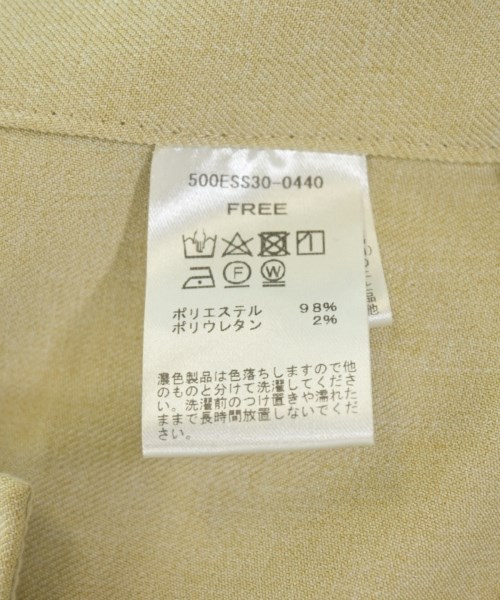 500ESS30-0440
FREE
F W
ポリエステル 98%
ポリウレタン 2%
濃色製品は色落ちしますので他
のものと分けて洗濯してくださ
い。洗濯前のつけ置きや濡れた
ままで長時間放置しないでくだ
さい。